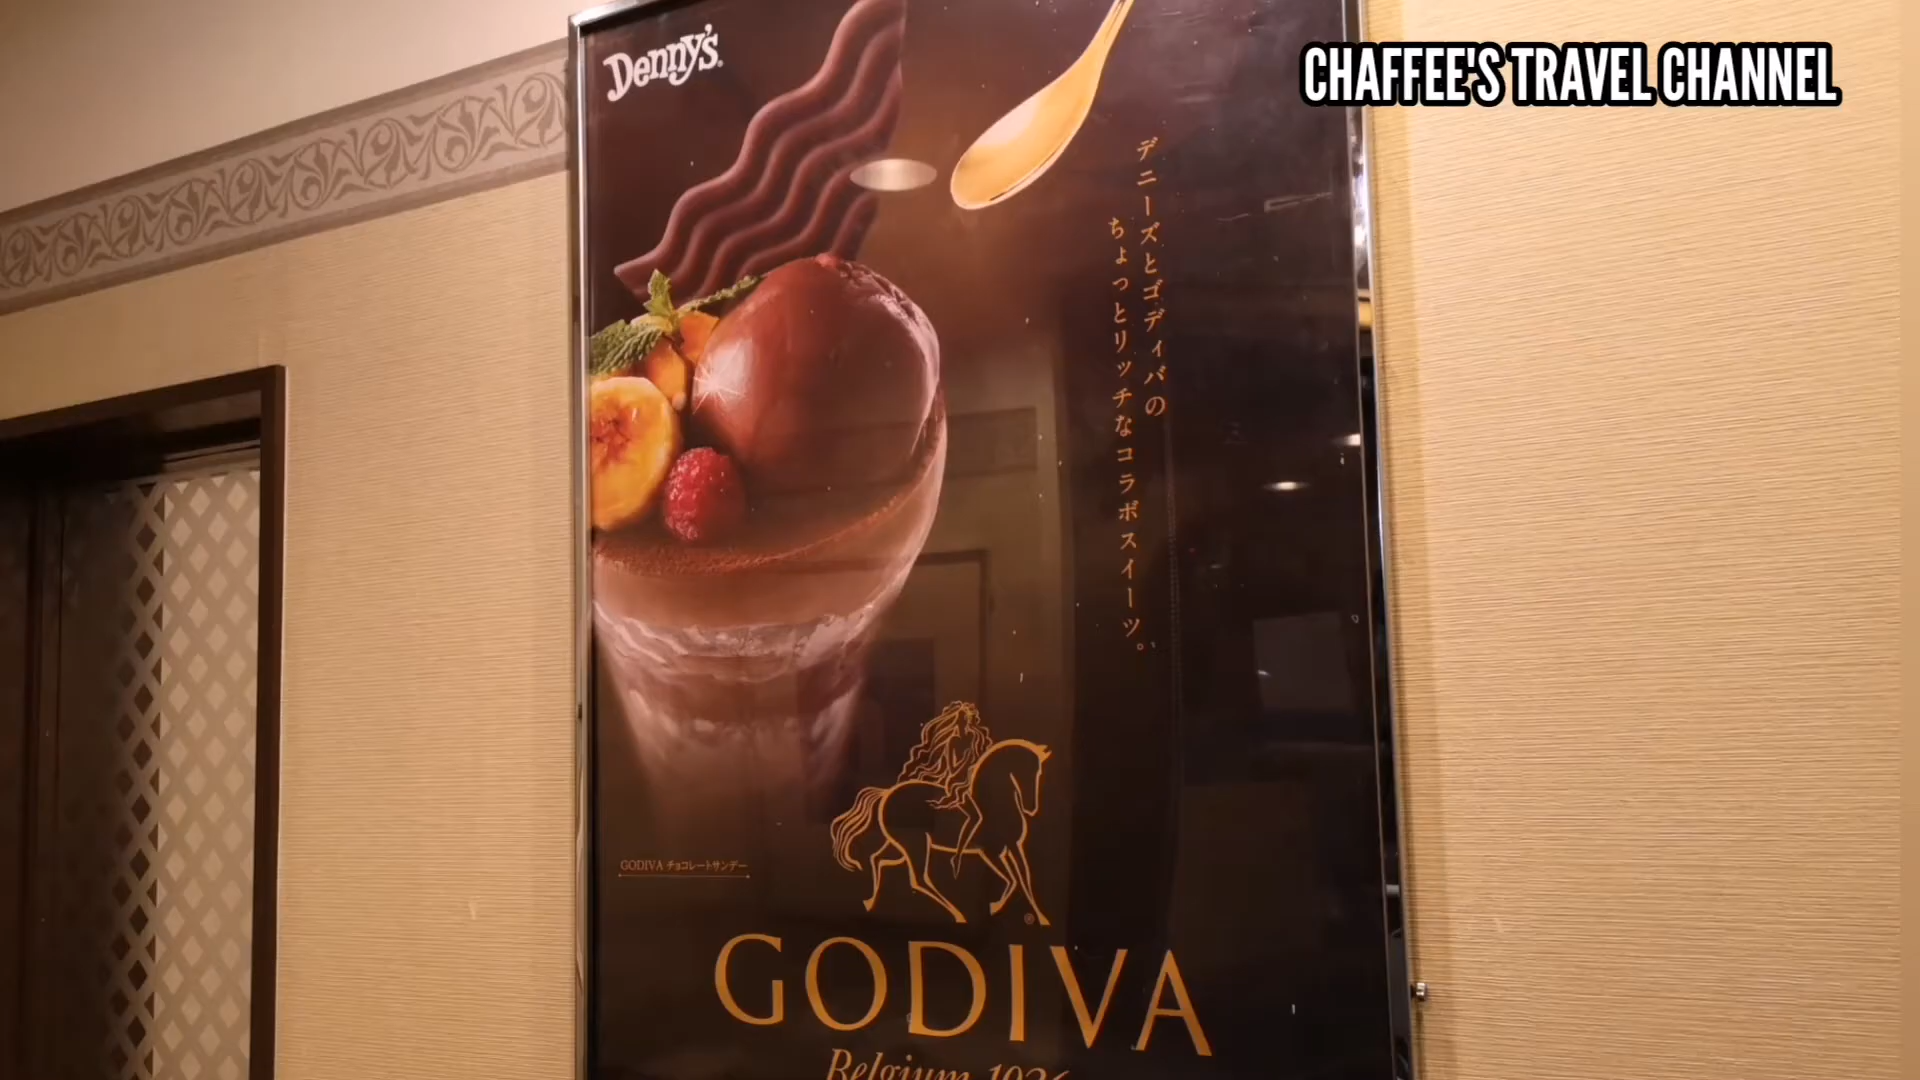 Denny's
CHAFFEE'S TRAVEL CHANNEL
デニーズとゴディバの
ちょっとリッチなコラボスイーツ。
GODIVA チョコレートサンデー
GODIVA
Belgium 1926